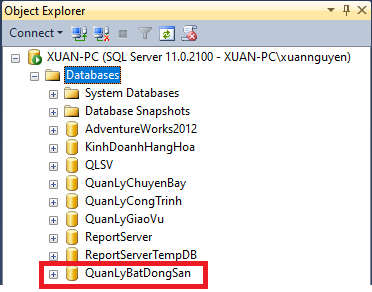 Object Explorer
Connect
XUAN-PC (SQL Server 11.0.2100 - XUAN-PC\xuannguyen)
Databases
System Databases
Database Snapshots
AdventureWorks2012
KinhDoanhHangHoa
QLSV
QuanLyChuyenBay
QuanLyCongTrinh
QuanLyGiaoVu
ReportServer
ReportServerTempDB
QuanLyBatDongSan